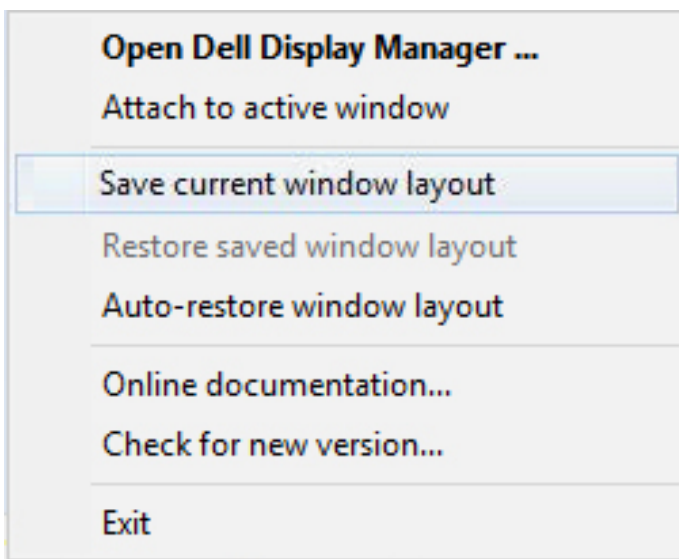 Open Dell Display Manager ...
Attach to active window
Save current window layout
Restore saved window layout
Auto-restore window layout
Online documentation...
Check for new version...
Exit